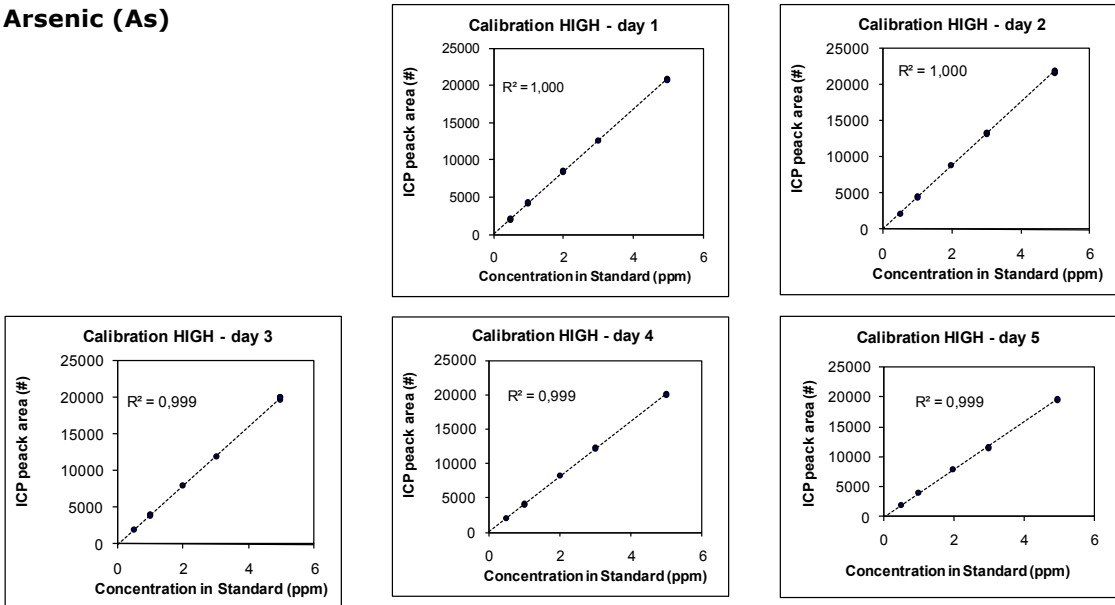 Arsenic (As)
Calibration HIGH - day 1
ICP peack area (#)
25000
20000
15000
10000
5000
0
R² = 1,000
0 2 4 6
Concentration in Standard (ppm)
Calibration HIGH - day 2
ICP peack area (#)
25000
20000
15000
10000
5000
0
R² = 1,000
0 2 4 6
Concentration in Standard (ppm)
Calibration HIGH - day 3
ICP peack area (#)
25000
20000
15000
10000
5000
0
R² = 0,999
0 2 4 6
Concentration in Standard (ppm)
Calibration HIGH - day 4
ICP peack area (#)
25000
20000
15000
10000
5000
0
R² = 0,999
0 2 4 6
Concentration in Standard (ppm)
Calibration HIGH - day 5
ICP peack area (#)
25000
20000
15000
10000
5000
0
R² = 0,999
0 2 4 6
Concentration in Standard (ppm)